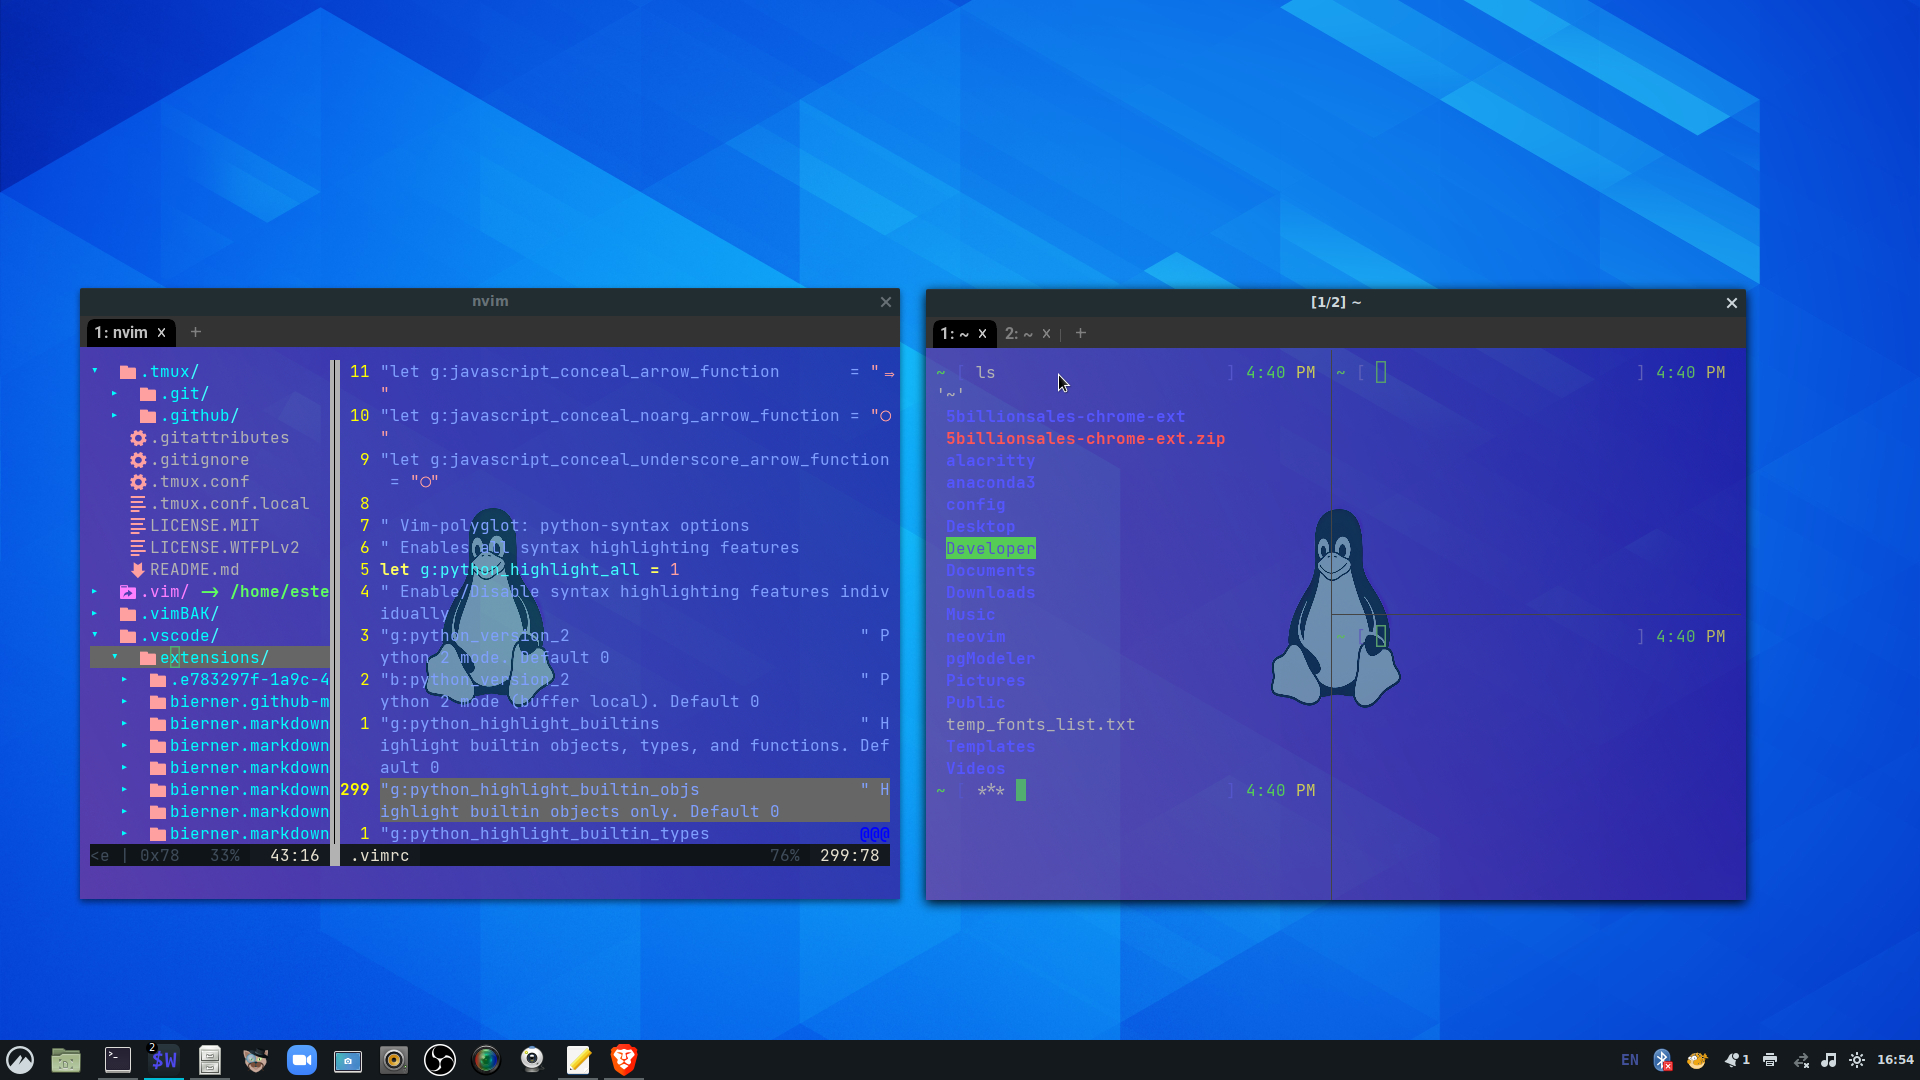 nvim
1: nvim ×
+
.tmux/
.git/
.github/
.gitattributes
.gitignore
.tmux.conf
.tmux.conf.local
LICENSE.MIT
LICENSE.WTFPLv2
README.md
.vim/ → /home/este
.vimBAK/
.vscode/
extensions/
.e783297f-1a9c-4
bierner.github-m
bierner.markdown
bierner.markdown
bierner.markdown
bierner.markdown
bierner.markdown
bierner.markdown
<e | 0x78 33% 43:16
11 "let g:javascript_conceal_arrow_function = "⇒
"
10 "let g:javascript_conceal_noarg_arrow_function = "○
"
9 "let g:javascript_conceal_underscore_arrow_function
= "○"
8
7 " Vim-polyglot: python-syntax options
6 " Enables all syntax highlighting features
5 let g:python_highlight_all = 1
4 " Enable/Disable syntax highlighting features indiv
idually
3 "g:python_version_2 " P
ython 2 mode. Default 0
2 "b:python_version_2 " P
ython 2 mode (buffer local). Default 0
1 "g:python_highlight_builtins " H
ighlight builtin objects, types, and functions. Def
ault 0
299 "g:python_highlight_builtin_objs " H
ighlight builtin objects only. Default 0
1 "g:python_highlight_builtin_types @@@
.vimrc 76% 299:78
[1/2] ~
1: ~ × 2: ~ × | +
~ [ ls ] 4:40 PM
'~'
5billionsales-chrome-ext
5billionsales-chrome-ext.zip
alacritty
anaconda3
config
Desktop
Developer
Documents
Downloads
Music
neovim
pgModeler
Pictures
Public
temp_fonts_list.txt
Templates
Videos
~ [ *** ] 4:40 PM
~ [ ] 4:40 PM
~ [ ] 4:40 PM
2
$W
EN
1
16:54